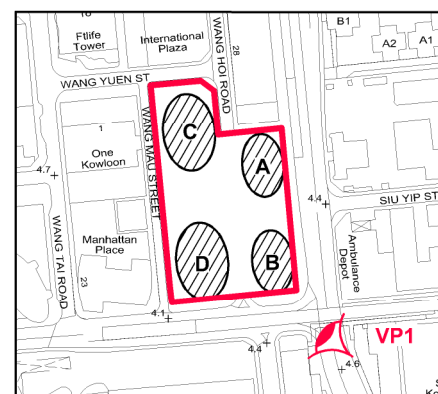 Ftlife
Tower
International
Plaza
WANG HOI ROAD
28
B1
A2
A1
WANG YUEN ST
C
1
One
Kowloon
WANG MAU STREET
A
4.7
4.4
SIU YIP ST
WANG TAI ROAD
Manhattan
Place
23
D
B
Ambulance
Depot
4.1
4.4
VP1
4.6